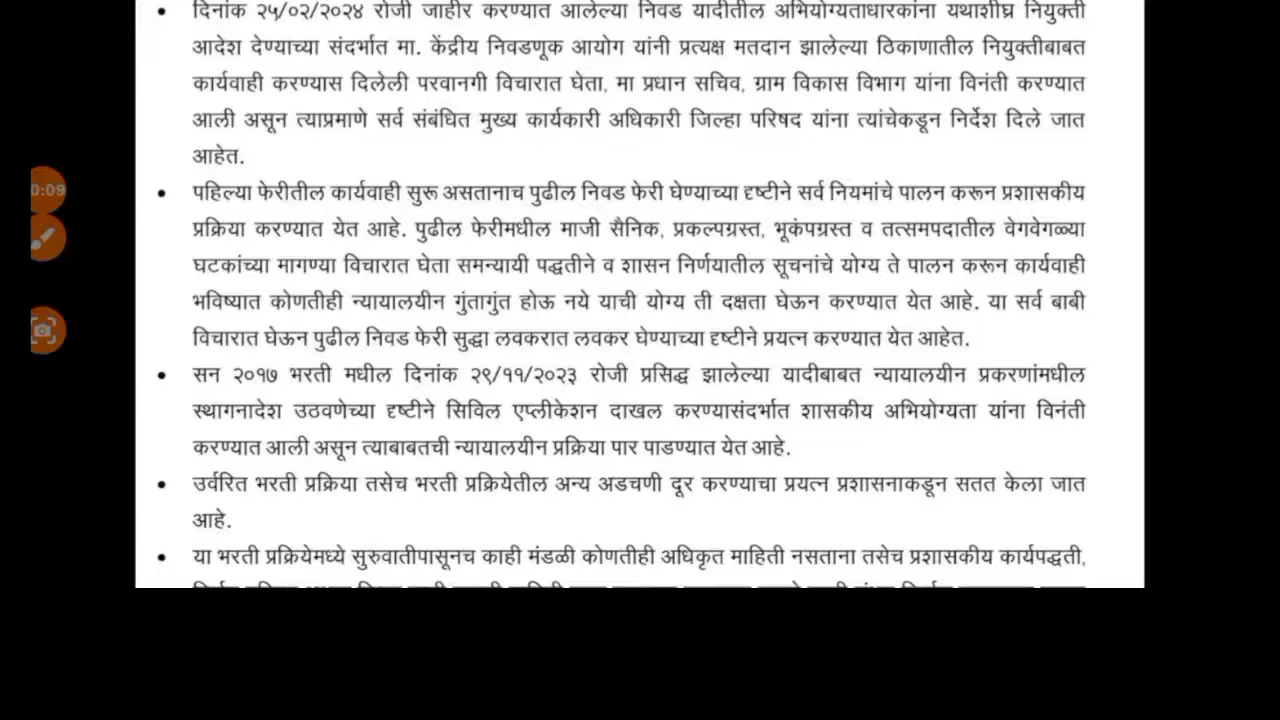 • दिनांक २५/०२/२०२४ रोजी जाहीर करण्यात आलेल्या निवड यादीतील अभियोग्यताधारकांना यथाशीघ्र नियुक्ती
आदेश देण्याच्या संदर्भात मा. केंद्रीय निवडणूक आयोग यांनी प्रत्यक्ष मतदान झालेल्या ठिकाणातील नियुक्तीबाबत
कार्यवाही करण्यास दिलेली परवानगी विचारात घेता, मा प्रधान सचिव, ग्राम विकास विभाग यांना विनंती करण्यात
आली असून त्याप्रमाणे सर्व संबंधित मुख्य कार्यकारी अधिकारी जिल्हा परिषद यांना त्यांचेकडून निर्देश दिले जात
आहेत.
0:09
• पहिल्या फेरीतील कार्यवाही सुरू असतानाच पुढील निवड फेरी घेण्याच्या दृष्टीने सर्व नियमांचे पालन करून प्रशासकीय
प्रक्रिया करण्यात येत आहे. पुढील फेरीमधील माजी सैनिक, प्रकल्पग्रस्त, भूकंपग्रस्त व तत्समपदातील वेगवेगळ्या
घटकांच्या मागण्या विचारात घेता समन्यायी पद्धतीने व शासन निर्णयातील सूचनांचे योग्य ते पालन करून कार्यवाही
भविष्यात कोणतीही न्यायालयीन गुंतागुंत होऊ नये याची योग्य ती दक्षता घेऊन करण्यात येत आहे. या सर्व बाबी
विचारात घेऊन पुढील निवड फेरी सुद्धा लवकरात लवकर घेण्याच्या दृष्टीने प्रयत्न करण्यात येत आहेत.
• सन २०१७ भरती मधील दिनांक २९/११/२०२३ रोजी प्रसिद्ध झालेल्या यादीबाबत न्यायालयीन प्रकरणांमधील
स्थागनादेश उठवणेच्या दृष्टीने सिविल एप्लीकेशन दाखल करण्यासंदर्भात शासकीय अभियोग्यता यांना विनंती
करण्यात आली असून त्याबाबतची न्यायालयीन प्रक्रिया पार पाडण्यात येत आहे.
• उर्वरित भरती प्रक्रिया तसेच भरती प्रक्रियेतील अन्य अडचणी दूर करण्याचा प्रयत्न प्रशासनाकडून सतत केला जात
आहे.
• या भरती प्रक्रियेमध्ये सुरुवातीपासूनच काही मंडळी कोणतीही अधिकृत माहिती नसताना तसेच प्रशासकीय कार्यपद्धती,